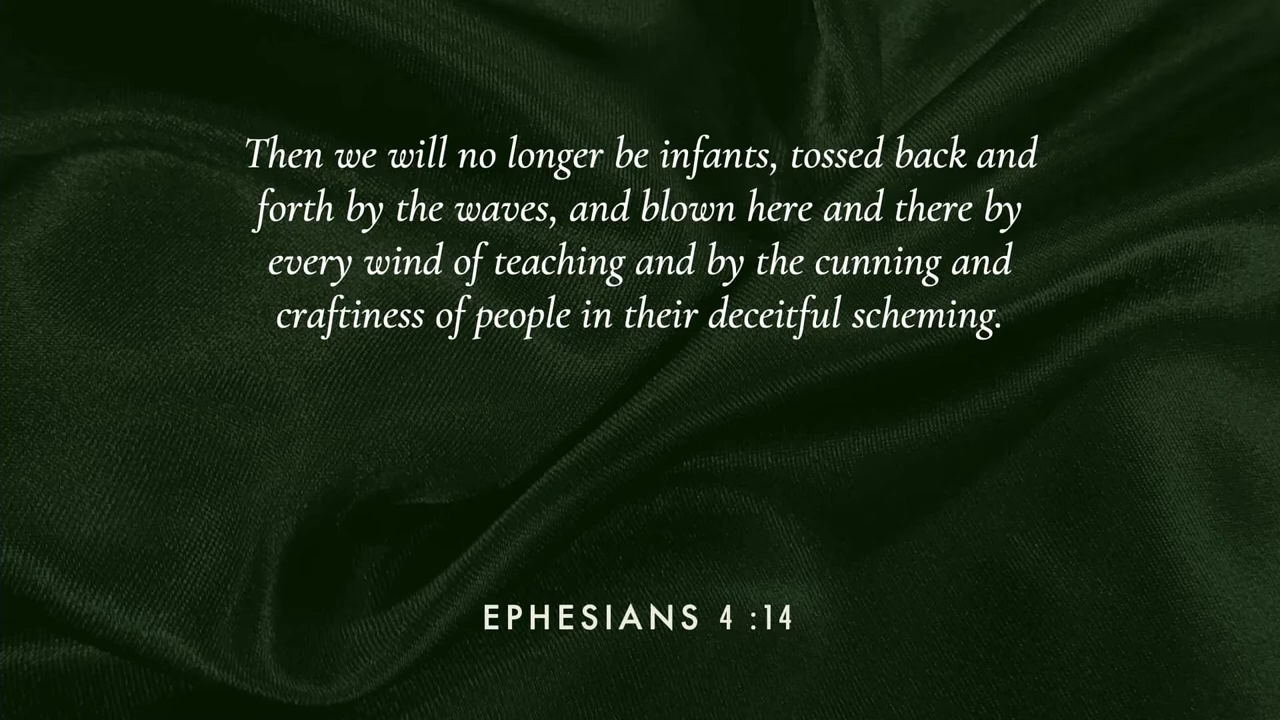 Then we will no longer be infants, tossed back and
forth by the waves, and blown here and there by
every wind of teaching and by the cunning and
craftiness of people in their deceitful scheming.
EPHESIANS 4 :14